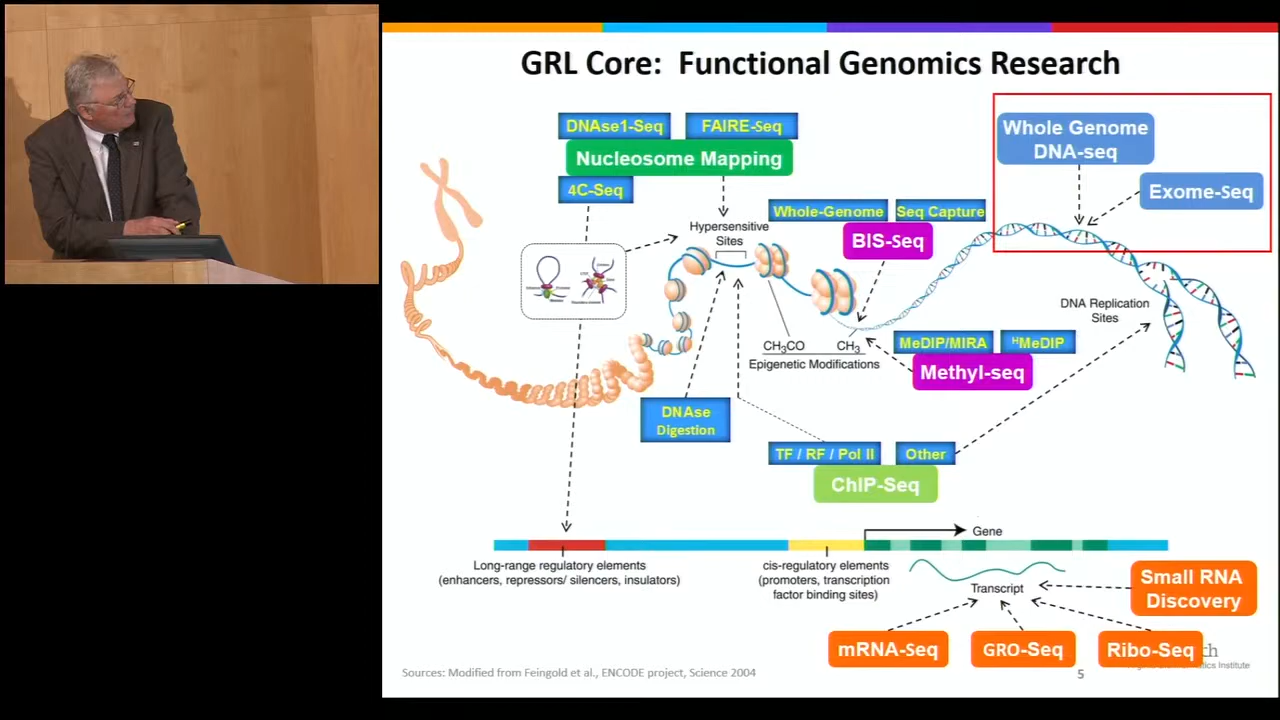 GRL Core:  Functional Genomics Research
DNAse1-Seq
FAIRE-Seq
Nucleosome Mapping
4C-Seq
Whole Genome
DNA-seq
Exome-Seq
Whole-Genome
Seq Capture
BIS-Seq
Hypersensitive
Sites
DNA Replication
Sites
CH3CO
CH3
Epigenetic Modifications
MeDIP/MIRA
HMeDIP
Methyl-seq
DNAse
Digestion
TF / RF / Pol II
Other
ChIP-Seq
Gene
Long-range regulatory elements
(enhancers, repressors/ silencers, insulators)
cis-regulatory elements
(promoters, transcription
factor binding sites)
Transcript
Small RNA
Discovery
mRNA-Seq
GRO-Seq
Ribo-Seq
Institute
Sources: Modified from Feingold et al., ENCODE project, Science 2004
5